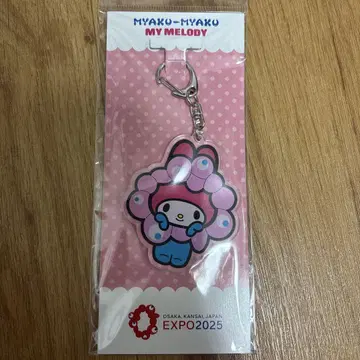 MYAKU-MYAKU
MY MELODY
OSAKA, KANSAI, JAPAN
EXPO2025